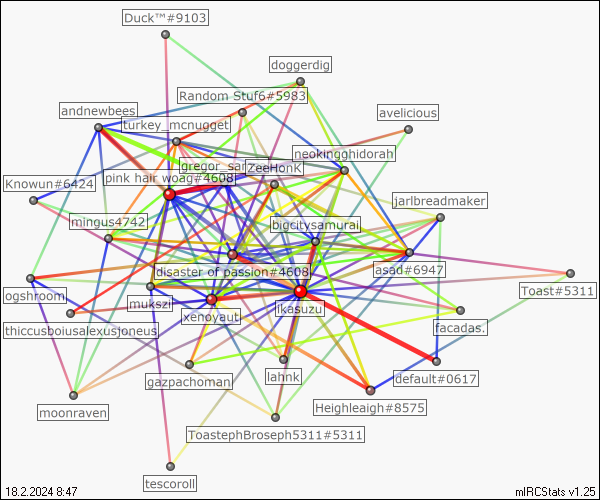 Duck™#9103
doggerdig
Random Stuf6#5983
andnewbees
avelicious
turkey_mcnugget
neokingghidorah
gregor_sa
ZeeHonK
pink hair woag#4608
Knowun#6424
jarlbreadmaker
mingus4742
bigcitysamurai
disaster of passion#4608
asad#6947
Toast#5311
ogshroom
mukszi
xenoyaut
ikasuzu
facadas.
thiccusboiusalexusjoneus
lahnk
default#0617
gazpachoman
Heighleaigh#8575
moonraven
ToastephBroseph5311#5311
tescoroll
18.2.2024 8:47
mIRCStats v1.25